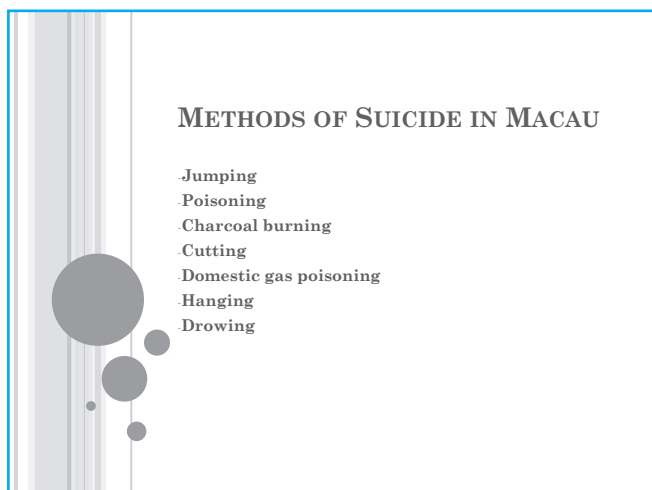 METHODS OF SUICIDE IN MACAU
-Jumping
-Poisoning
-Charcoal burning
-Cutting
-Domestic gas poisoning
-Hanging
-Drowing